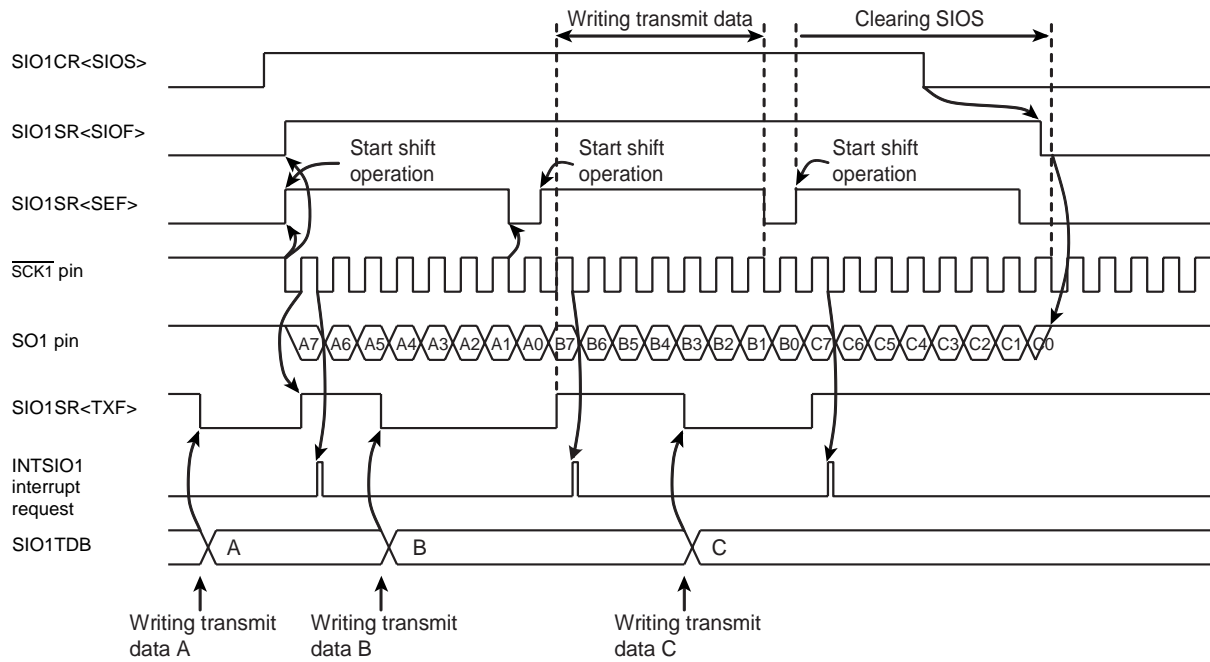 Writing transmit data
Clearing SIOS
SIO1CR<SIOS>
SIO1SR<SIOF>
Start shift
operation
Start shift
operation
Start shift
operation
SIO1SR<SEF>
SCK1 pin
SO1 pin
A7 A6 A5 A4 A3 A2 A1 A0 B7 B6 B5 B4 B3 B2 B1 B0 C7 C6 C5 C4 C3 C2 C1 C0
SIO1SR<TXF>
INTSIO1
interrupt
request
SIO1TDB
A
B
C
Writing transmit
data A
Writing transmit
data B
Writing transmit
data C